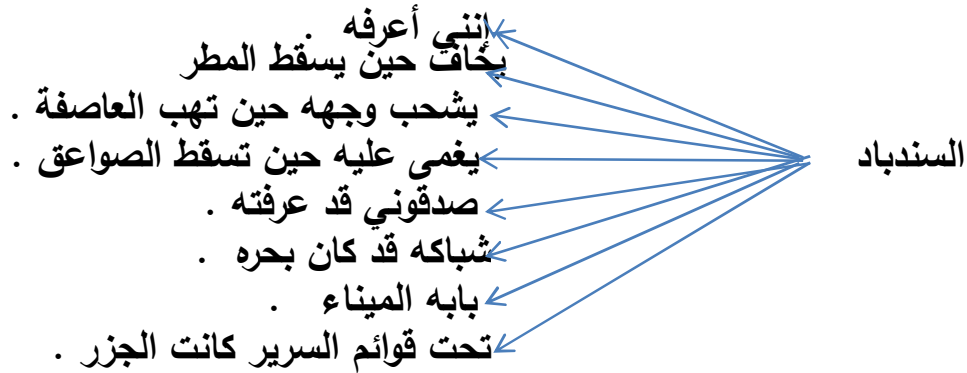 إنني أعرفه .
يخاف حين يسقط المطر
يشحب وجهه حين تهب العاصفة .
يغمى عليه حين تسقط الصواعق .
السندباد
صدقوني قد عرفته .
شباكه قد كان بحره .
بابه الميناء .
تحت قوائم السرير كانت الجزر .